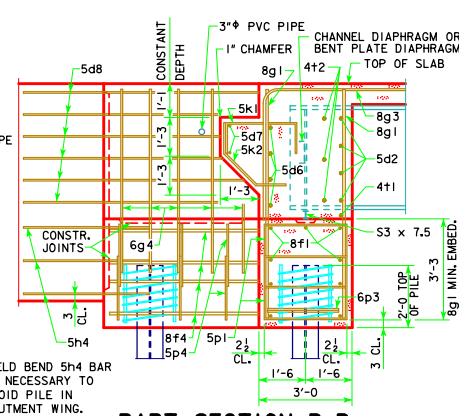 3"ϕ PVC PIPE
CHANNEL DIAPHRAGM OR
BENT PLATE DIAPHRAGM
1" CHAMFER
8g1
4t2
TOP OF SLAB
5d8
CONSTANT
DEPTH
1'-1
1'-3
1'-3
1'-3
PE
5k1
5d7
5k2
5d6
8g3
8g1
5d2
4t1
S3 x 7.5
CONSTR.
JOINTS
6g4
8f1
3'-3
8g1 MIN. EMBED.
2'-0 TOP
OF PILE
6p3
3
CL.
5h4
8f4
5p4
5p1
2½
CL.
2½
CL.
3 CL.
1'-6
1'-6
3'-0
ELD BEND 5h4 BAR
NECESSARY TO
OID PILE IN
UTMENT WING.